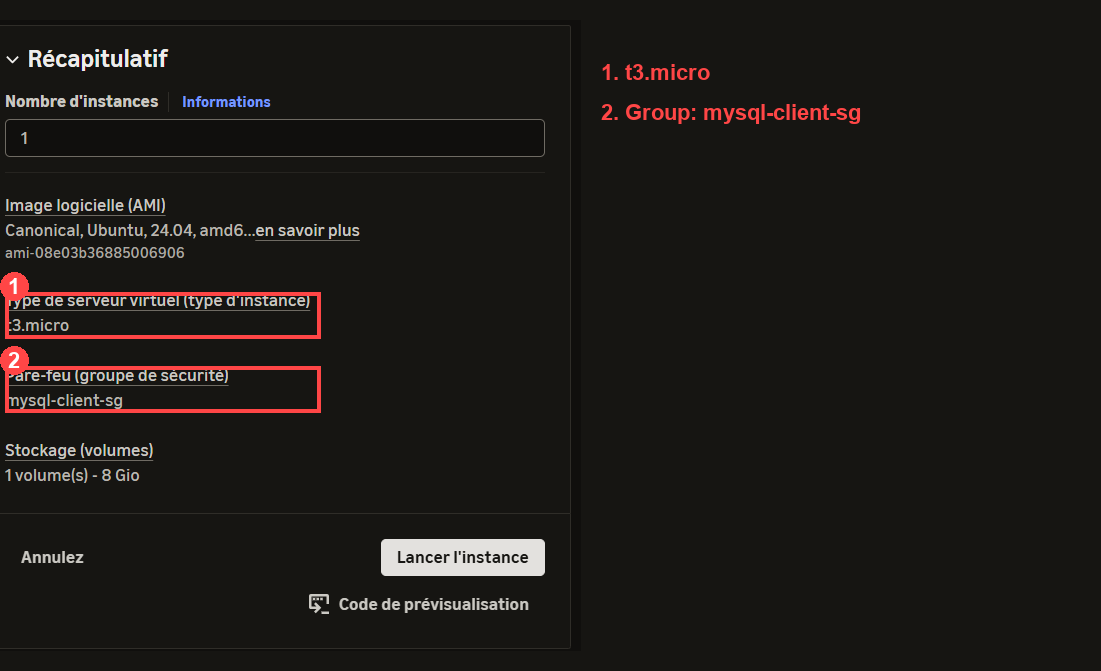 Récapitulatif
Nombre d'instances Informations
1
Image logicielle (AMI)
Canonical, Ubuntu, 24.04, amd6...en savoir plus
ami-08e03b36885006906
1
Type de serveur virtuel (type d'instance)
t3.micro
2
Pare-feu (groupe de sécurité)
mysql-client-sg
Stockage (volumes)
1 volume(s) - 8 Gio
Annulez
Lancer l'instance
Code de prévisualisation
1. t3.micro
2. Group: mysql-client-sg